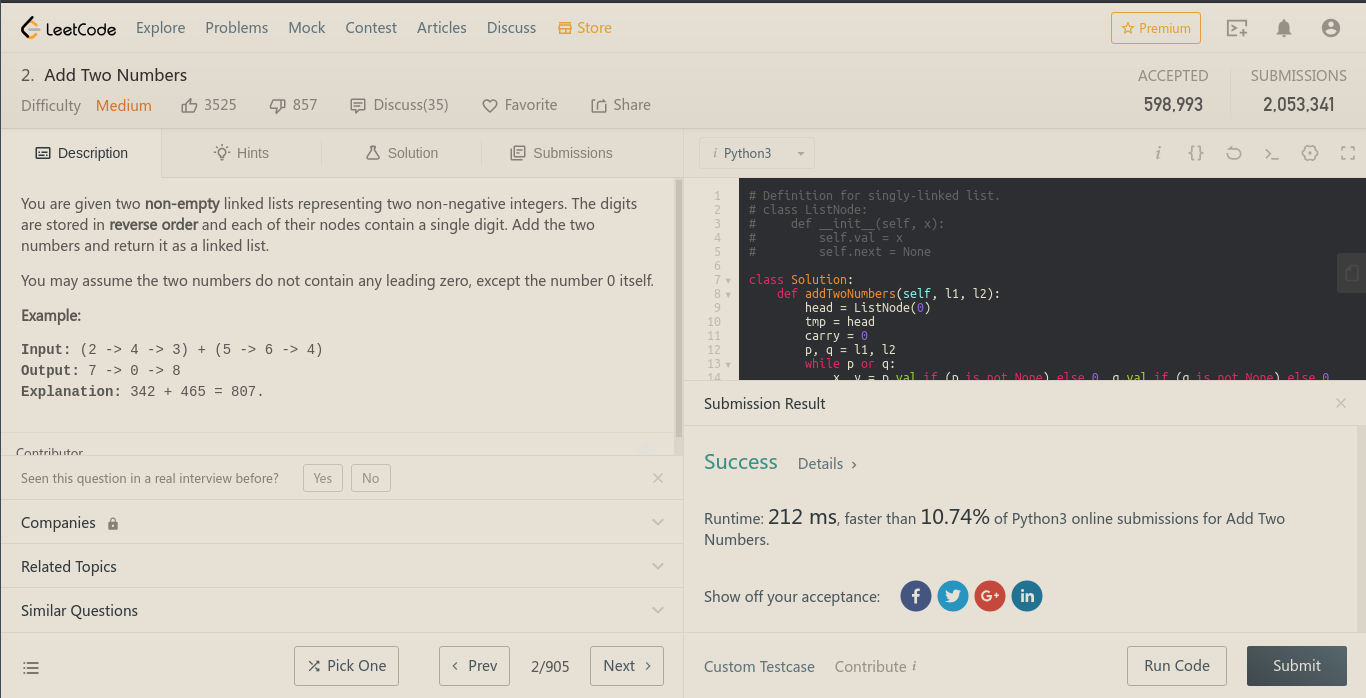 LeetCode Explore Problems Mock Contest Articles Discuss Store Premium
2. Add Two Numbers
ACCEPTED SUBMISSIONS
Difficulty Medium 3525 857 Discuss(35) Favorite Share
598,993 2,053,341
Description Hints Solution Submissions
You are given two non-empty linked lists representing two non-negative integers. The digits
are stored in reverse order and each of their nodes contain a single digit. Add the two
numbers and return it as a linked list.
You may assume the two numbers do not contain any leading zero, except the number 0 itself.
Example:
Input: (2 -> 4 -> 3) + (5 -> 6 -> 4)
Output: 7 -> 0 -> 8
Explanation: 342 + 465 = 807.
Contributor
Seen this question in a real interview before? Yes No
Companies
Related Topics
Similar Questions
Pick One Prev 2/905 Next
i Python3 i {}
1 # Definition for singly-linked list.
2 # class ListNode:
3 #     def __init__(self, x):
4 #         self.val = x
5 #         self.next = None
6
7 class Solution:
8     def addTwoNumbers(self, l1, l2):
9         head = ListNode(0)
10         tmp = head
11         carry = 0
12         p, q = l1, l2
13         while p or q:
14             x, y = p.val if (p is not None) else 0, q.val if (q is not None) else 0
Submission Result
Success Details
Runtime: 212 ms, faster than 10.74% of Python3 online submissions for Add Two
Numbers.
Show off your acceptance: f G+ in
Custom Testcase Contribute i Run Code Submit